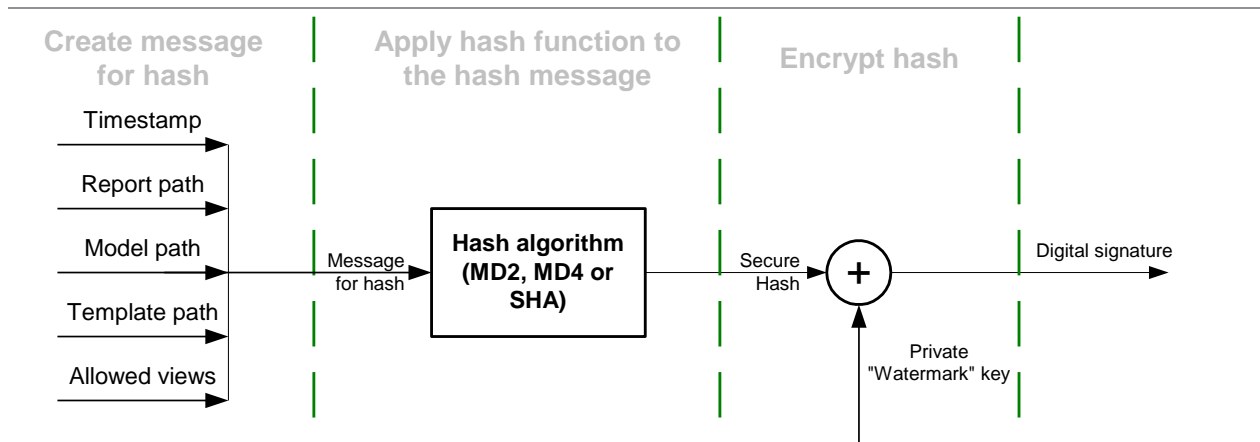 Create message
for hash
Apply hash function to
the hash message
Encrypt hash
Timestamp
Report path
Model path
Template path
Allowed views
Message
for hash
Hash algorithm
(MD2, MD4 or
SHA)
Secure
Hash
+
Private
"Watermark" key
Digital signature